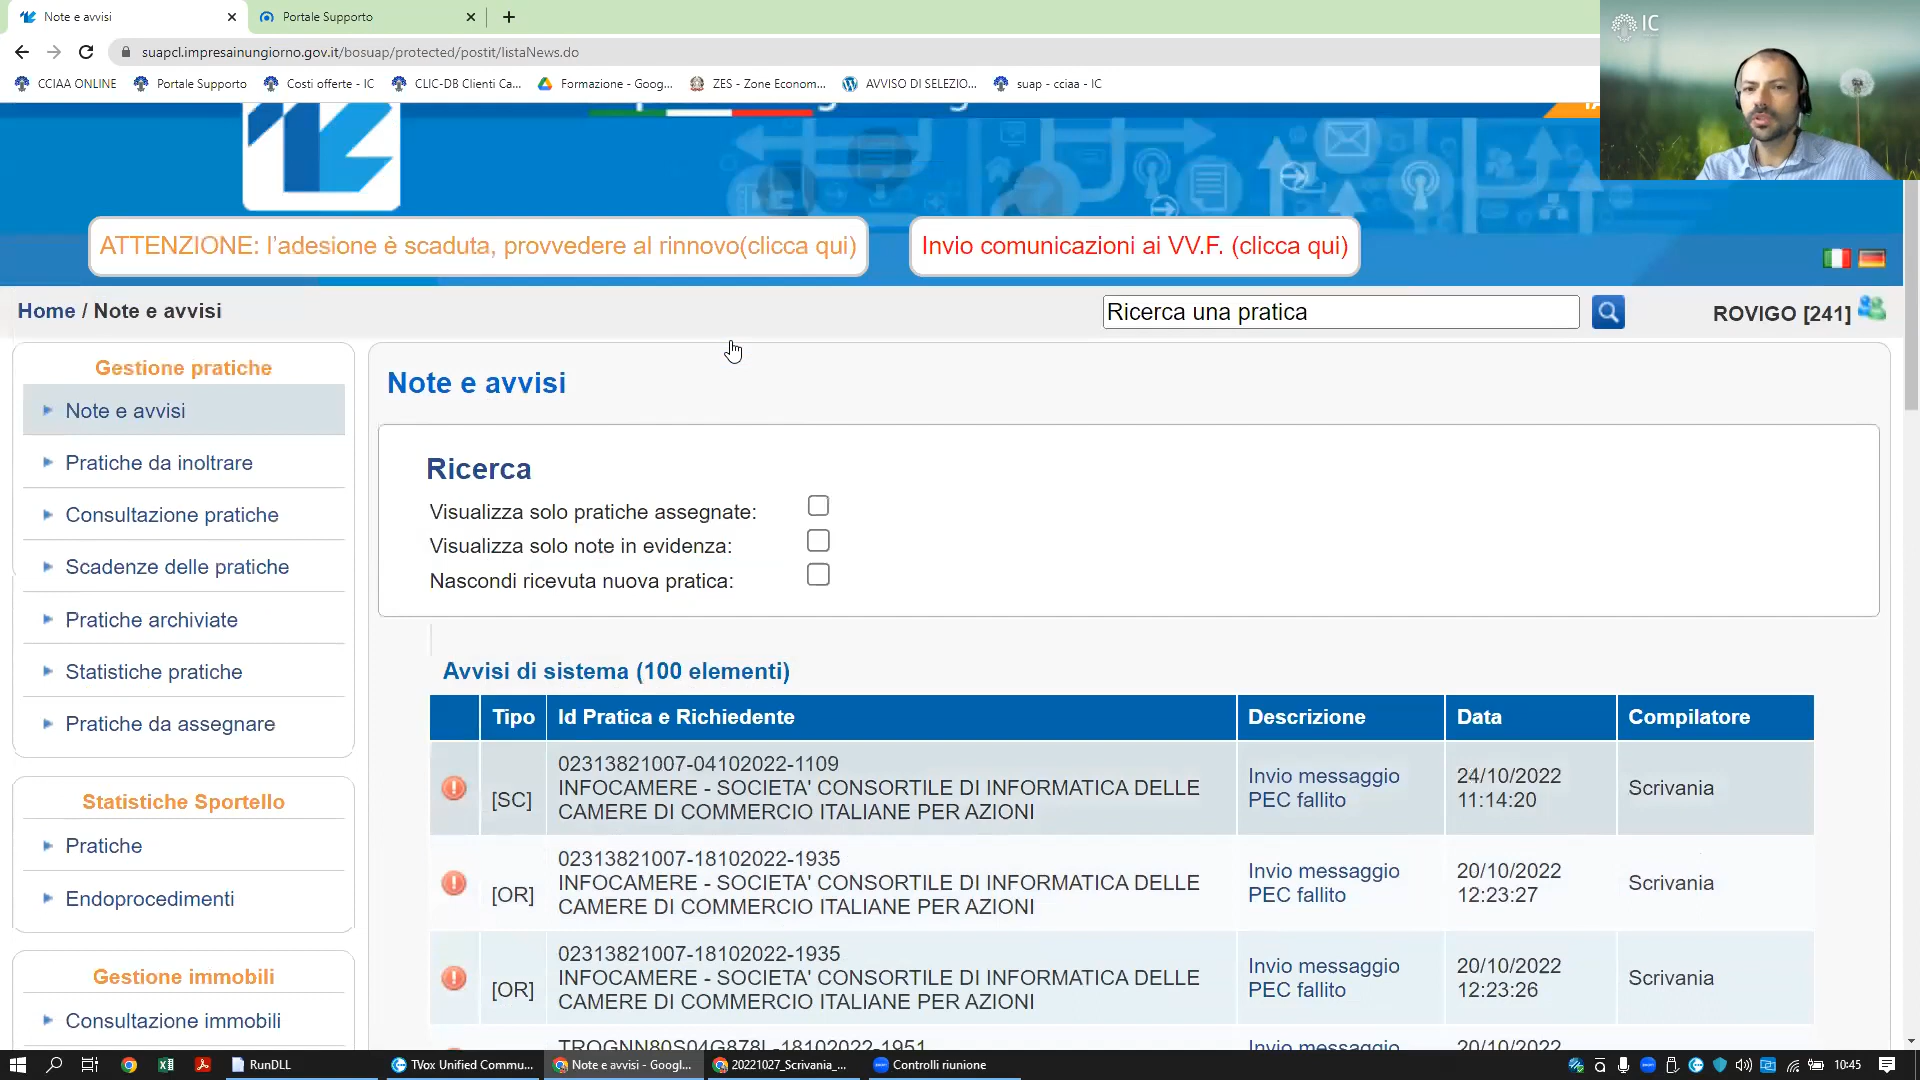 Note e avvisi
Portale Supporto
suapcl.impresainungiorno.gov.it/bosuap/protected/postit/listaNews.do
CCIAA ONLINE
Portale Supporto
Costi offerte - IC
CLIC-DB Clienti Ca...
Formazione - Goog...
ZES - Zone Econom...
AVVISO DI SELEZIO...
suap - cciaa - IC
IC
ATTENZIONE: l'adesione è scaduta, provvedere al rinnovo(clicca qui)
Invio comunicazioni ai VV.F. (clicca qui)
Home / Note e avvisi
Ricerca una pratica
ROVIGO [241]
Gestione pratiche
Note e avvisi
Pratiche da inoltrare
Consultazione pratiche
Scadenze delle pratiche
Pratiche archiviate
Statistiche pratiche
Pratiche da assegnare
Statistiche Sportello
Pratiche
Endoprocedimenti
Gestione immobili
Consultazione immobili
Note e avvisi
Ricerca
Visualizza solo pratiche assegnate:
Visualizza solo note in evidenza:
Nascondi ricevuta nuova pratica:
Avvisi di sistema (100 elementi)
Tipo Id Pratica e Richiedente Descrizione Data Compilatore
[SC]
02313821007-04102022-1109
INFOCAMERE - SOCIETA' CONSORTILE DI INFORMATICA DELLE
CAMERE DI COMMERCIO ITALIANE PER AZIONI
Invio messaggio
PEC fallito
24/10/2022
11:14:20
Scrivania
[OR]
02313821007-18102022-1935
INFOCAMERE - SOCIETA' CONSORTILE DI INFORMATICA DELLE
CAMERE DI COMMERCIO ITALIANE PER AZIONI
Invio messaggio
PEC fallito
20/10/2022
12:23:27
Scrivania
[OR]
02313821007-18102022-1935
INFOCAMERE - SOCIETA' CONSORTILE DI INFORMATICA DELLE
CAMERE DI COMMERCIO ITALIANE PER AZIONI
Invio messaggio
PEC fallito
20/10/2022
12:23:26
Scrivania
TROGNN80S04G878L-18102022-1951
Invio messaggio
20/10/2022
RunDLL
TVox Unified Commu...
Note e avvisi - Googl...
20221027_Scrivania_...
Controlli riunione
10:45